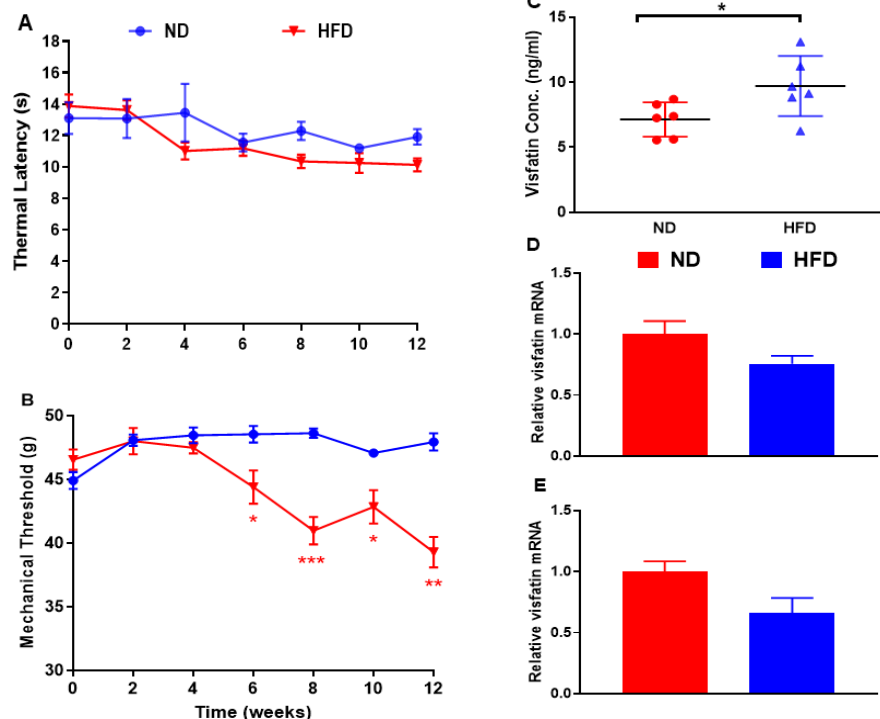 A
ND
HFD
Thermal Latency (s)
18
16
14
12
10
8
6
4
2
0
0 2 4 6 8 10 12
B
Mechanical Threshold (g)
50
45
40
35
30
*
***
*
**
0 2 4 6 8 10 12
Time (weeks)
C
*
Visfatin Conc. (ng/ml)
15
10
5
0
ND HFD
D
ND HFD
Relative visfatin mRNA
1.5
1.0
0.5
0.0
E
Relative visfatin mRNA
1.5
1.0
0.5
0.0